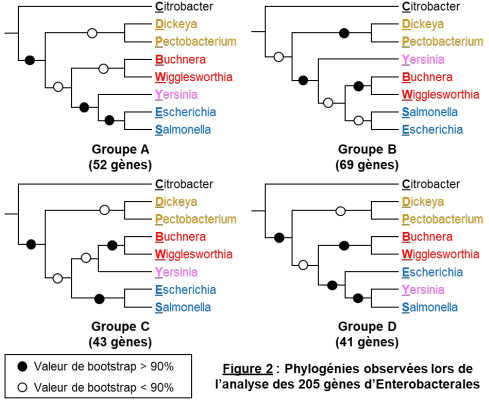 Citrobacter
Dickeya
Pectobacterium
Buchnera
Wigglesworthia
Yersinia
Escherichia
Salmonella
Groupe A
(52 gènes)
Citrobacter
Dickeya
Pectobacterium
Yersinia
Buchnera
Wigglesworthia
Salmonella
Escherichia
Groupe B
(69 gènes)
Citrobacter
Dickeya
Pectobacterium
Buchnera
Wigglesworthia
Yersinia
Escherichia
Salmonella
Groupe C
(43 gènes)
Citrobacter
Dickeya
Pectobacterium
Buchnera
Wigglesworthia
Escherichia
Yersinia
Salmonella
Groupe D
(41 gènes)
Valeur de bootstrap > 90%
Valeur de bootstrap < 90%
Figure 2 : Phylogénies observées lors de
l'analyse des 205 gènes d'Enterobacterales